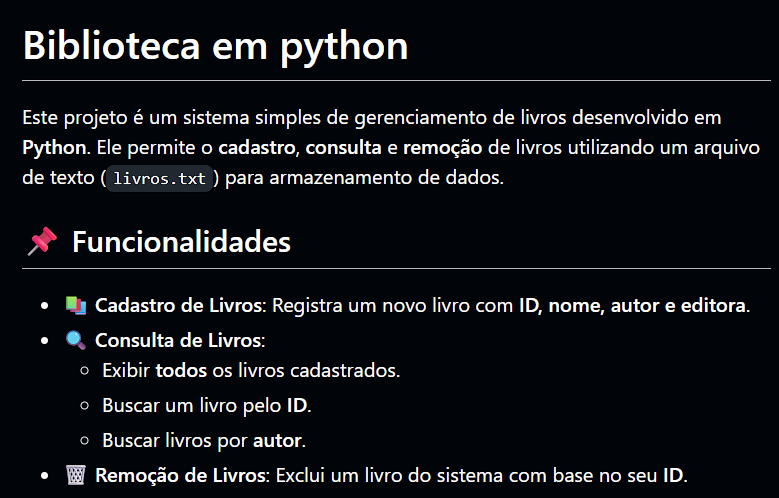 Biblioteca em python
Este projeto é um sistema simples de gerenciamento de livros desenvolvido em
Python. Ele permite o cadastro, consulta e remoção de livros utilizando um arquivo
de texto (livros.txt) para armazenamento de dados.
📌 Funcionalidades
• 📚 Cadastro de Livros: Registra um novo livro com ID, nome, autor e editora.
• 🔍 Consulta de Livros:
◦ Exibir todos os livros cadastrados.
◦ Buscar um livro pelo ID.
◦ Buscar livros por autor.
• 🗑️ Remoção de Livros: Exclui um livro do sistema com base no seu ID.